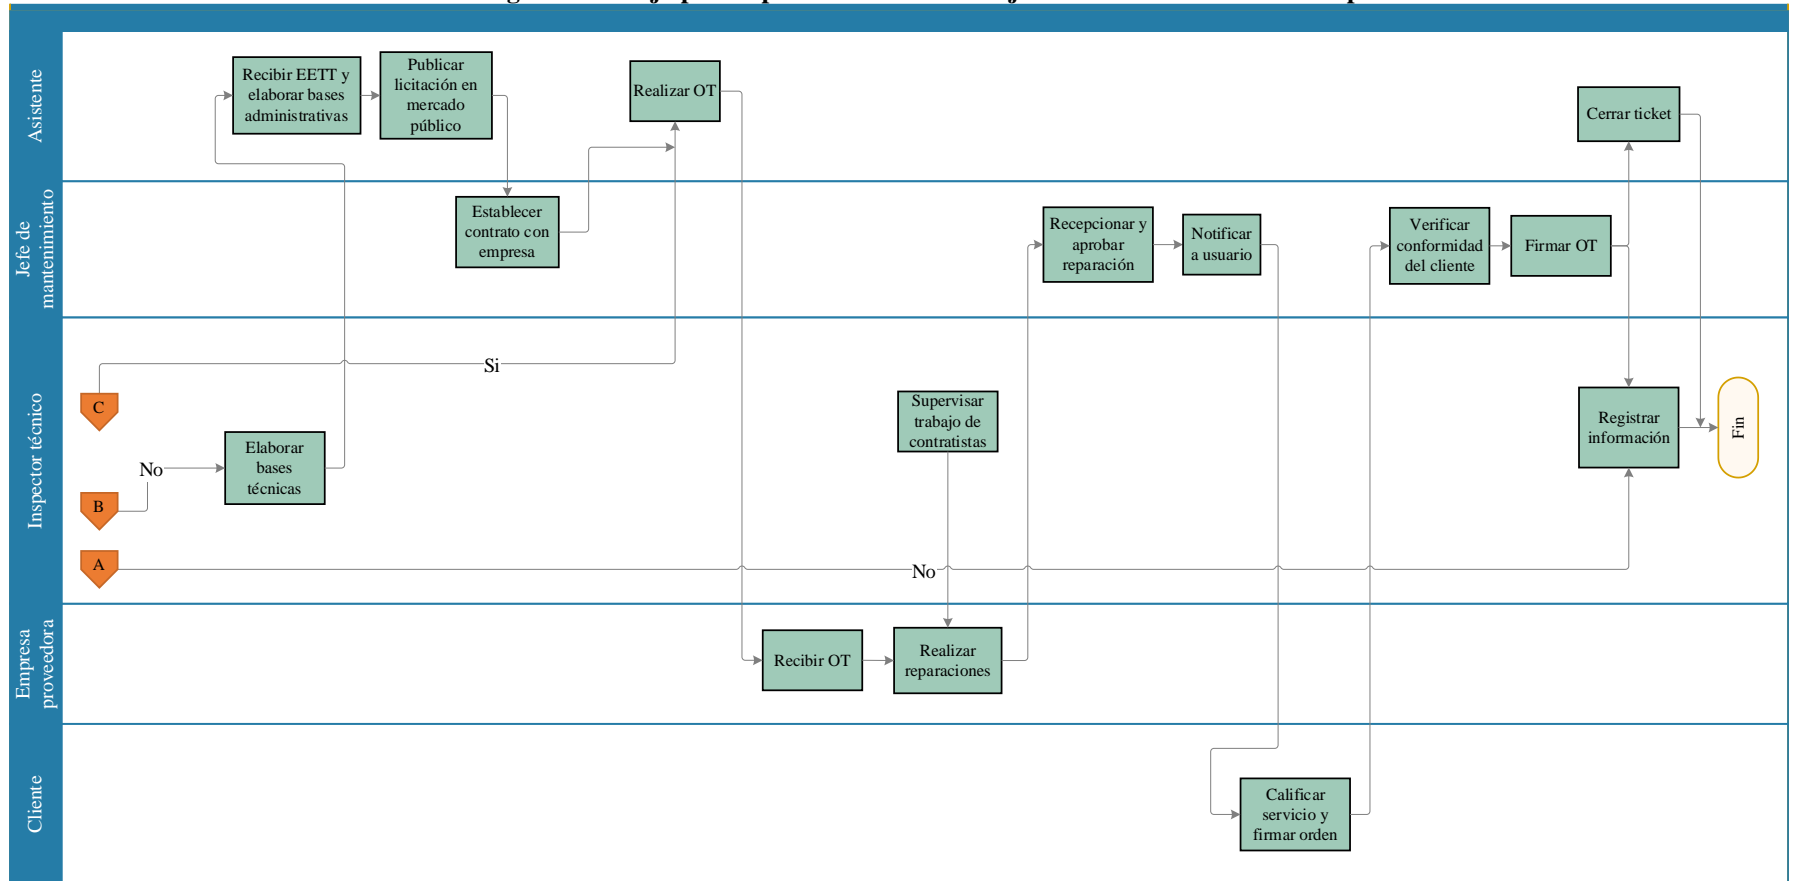 Asistente
Recibir EETT y
elaborar bases
administrativas
Publicar
licitación en
mercado
público
Realizar OT
Cerrar ticket
Jefe de
mantenimiento
Establecer
contrato con
empresa
Recepcionar y
aprobar
reparación
Notificar
a usuario
Verificar
conformidad
del cliente
Firmar OT
Inspector técnico
Si
C
Supervisar
trabajo de
contratistas
Registrar
información
Fin
Elaborar
bases
técnicas
No
B
A
No
Empresa
proveedora
Recibir OT
Realizar
reparaciones
Cliente
Calificar
servicio y
firmar orden